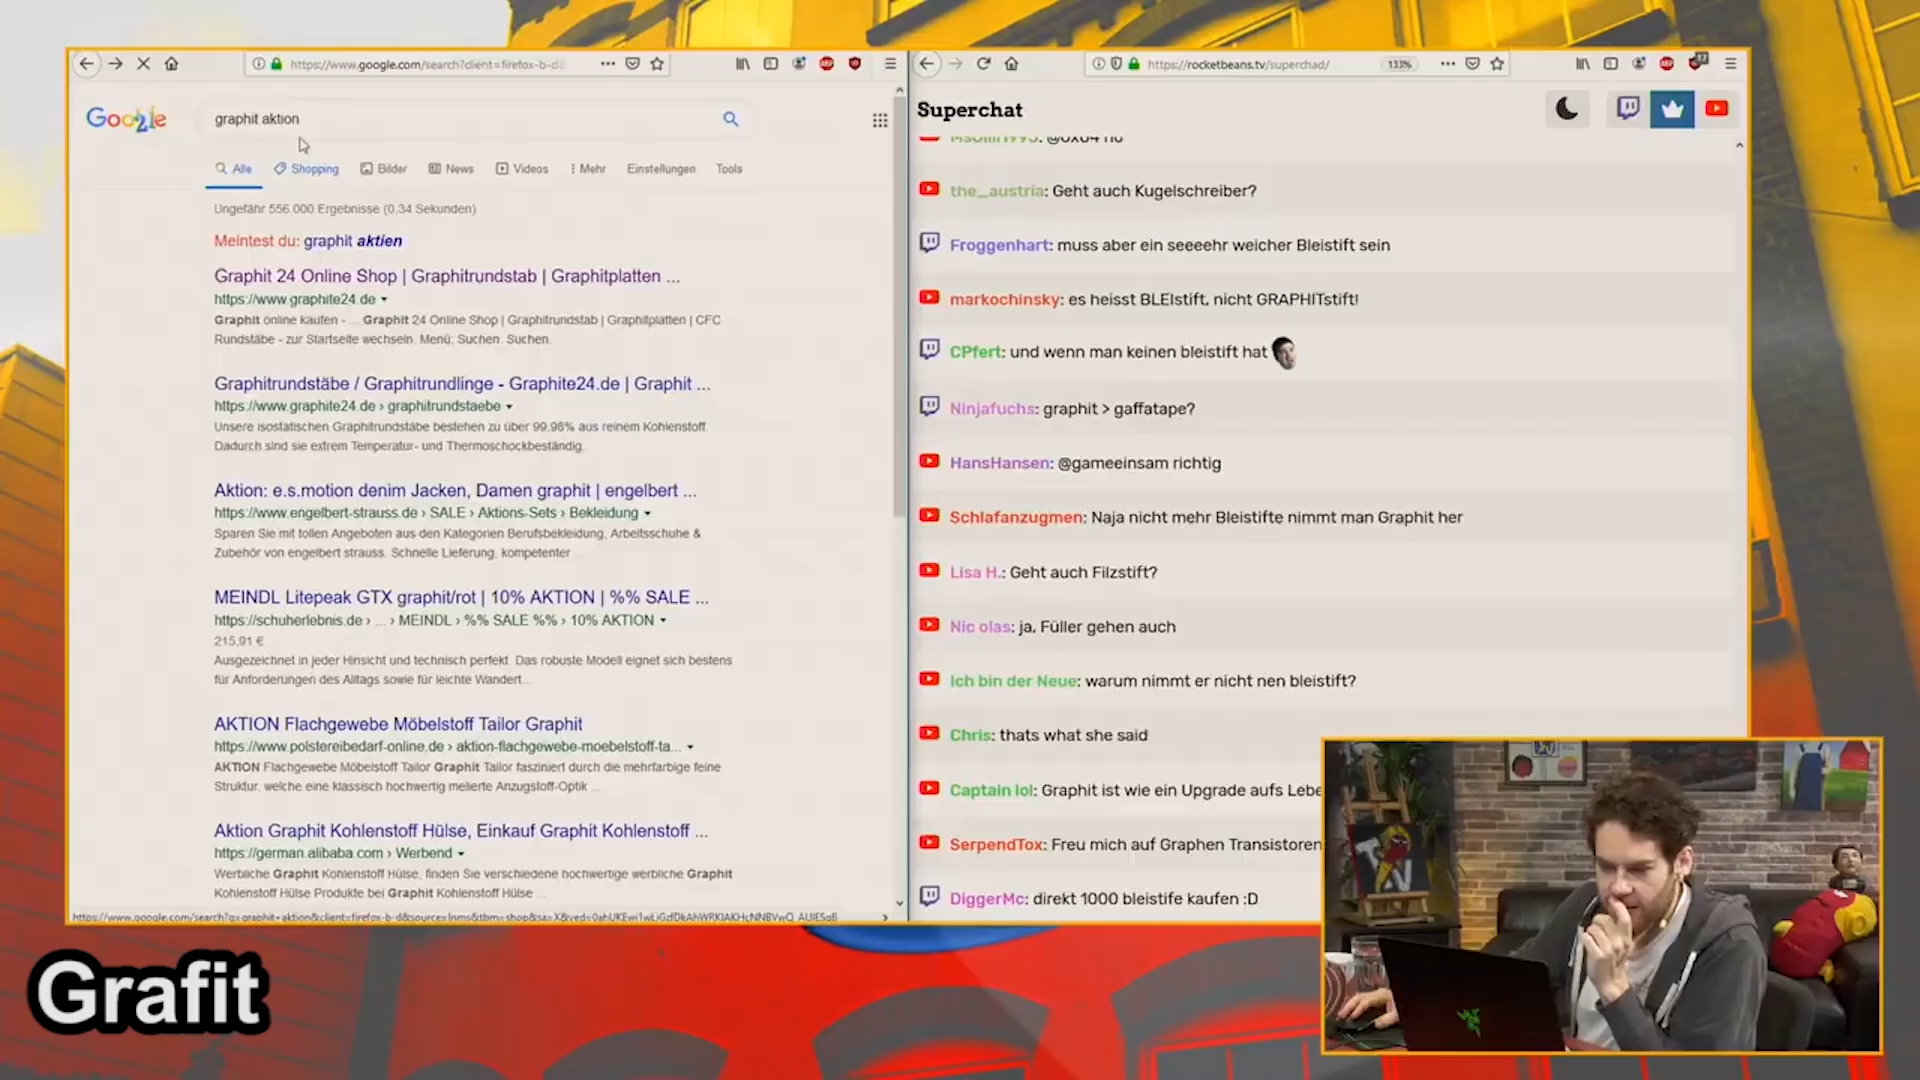 https://www.google.com/search?client=firefox-b-d
Google
graphit aktion
Alle
Shopping
Bilder
News
Videos
Mehr
Einstellungen
Tools
Ungefähr 556.000 Ergebnisse (0,34 Sekunden)
Meintest du: graphit aktien
Graphit 24 Online Shop | Graphitrundstab | Graphitplatten ...
https://www.graphite24.de
Graphit online kaufen - ... Graphit 24 Online Shop | Graphitrundstab | Graphitplatten | CFC
Rundstäbe - zur Startseite wechseln. Menü; Suchen. Suchen.
Graphitrundstäbe / Graphitrundlinge - Graphite24.de | Graphit ...
https://www.graphite24.de › graphitrundstaebe
Unsere isostatischen Graphitrundstäbe bestehen zu über 99,98% aus reinem Kohlenstoff.
Dadurch sind sie extrem Temperatur- und Thermoschockbeständig.
Aktion: e.s.motion denim Jacken, Damen graphit | engelbert ...
https://www.engelbert-strauss.de › SALE › Aktions-Sets › Bekleidung
Sparen Sie mit tollen Angeboten aus den Kategorien Berufsbekleidung, Arbeitsschuhe &
Zubehör von engelbert strauss. Schnelle Lieferung, kompetenter ...
MEINDL Litepeak GTX graphit/rot | 10% AKTION | %% SALE ...
https://schuherlebnis.de › ... › MEINDL › %% SALE %% › 10% AKTION
215,91 €
Ausgezeichnet in jeder Hinsicht und technisch perfekt. Das robuste Modell eignet sich bestens
für Anforderungen des Alltags sowie für leichte Wandert...
AKTION Flachgewebe Möbelstoff Tailor Graphit
https://www.polstereibedarf-online.de › aktion-flachgewebe-moebelstoff-ta...
AKTION Flachgewebe Möbelstoff Tailor Graphit Tailor fasziniert durch die mehrfarbige feine
Struktur, welche eine klassisch hochwertig melierte Anzugstoff-Optik ...
Aktion Graphit Kohlenstoff Hülse, Einkauf Graphit Kohlenstoff ...
https://german.alibaba.com › Werbend
Werbliche Graphit Kohlenstoff Hülse, finden Sie verschiedene hochwertige werbliche Graphit
Kohlenstoff Hülse Produkte bei Graphit Kohlenstoff Hülse ...
https://rocketbeans.tv/superchad/
133%
Superchat
the_austria: Geht auch Kugelschreiber?
Froggenhart: muss aber ein seeeehr weicher Bleistift sein
markochinsky: es heisst BLEIstift, nicht GRAPHITstift!
CPfert: und wenn man keinen bleistift hat
Ninjafuchs: graphit > gaffatape?
HansHansen: @gameeinsam richtig
Schlafanzugmen: Naja nicht mehr Bleistifte nimmt man Graphit her
Lisa H.: Geht auch Filzstift?
Nic olas: ja, Füller gehen auch
Ich bin der Neue: warum nimmt er nicht nen bleistift?
Chris: thats what she said
Captain lol: Graphit ist wie ein Upgrade aufs Lebe
SerpendTox: Freu mich auf Graphen Transistoren
DiggerMc: direkt 1000 bleistife kaufen :D
Grafit